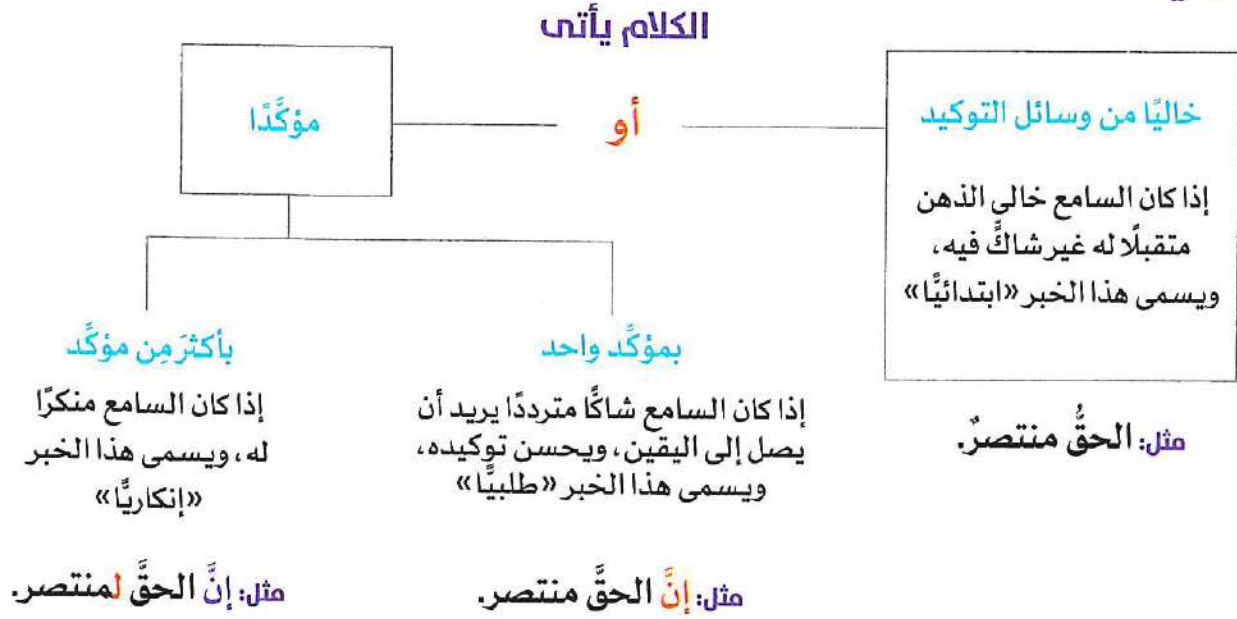 الكلام يأتى
خاليًا من وسائل التوكيد
أو
مؤكَّدًا
إذا كان السامع خالى الذهن
متقبلًا له غير شاكٍّ فيه،
ويسمى هذا الخبر «ابتدائيًّا»
مثل: الحقُّ منتصرٌ.
بمؤكَّد واحد
إذا كان السامع شاكًّا مترددًا يريد أن
يصل إلى اليقين، ويحسن توكيده،
ويسمى هذا الخبر «طلبيًّا»
مثل: إنَّ الحقَّ منتصر.
بأكثرَ مِن مؤكَّد
إذا كان السامع منكرًا
له، ويسمى هذا الخبر
«إنكاريًّا»
مثل: إنَّ الحقَّ لمنتصر.